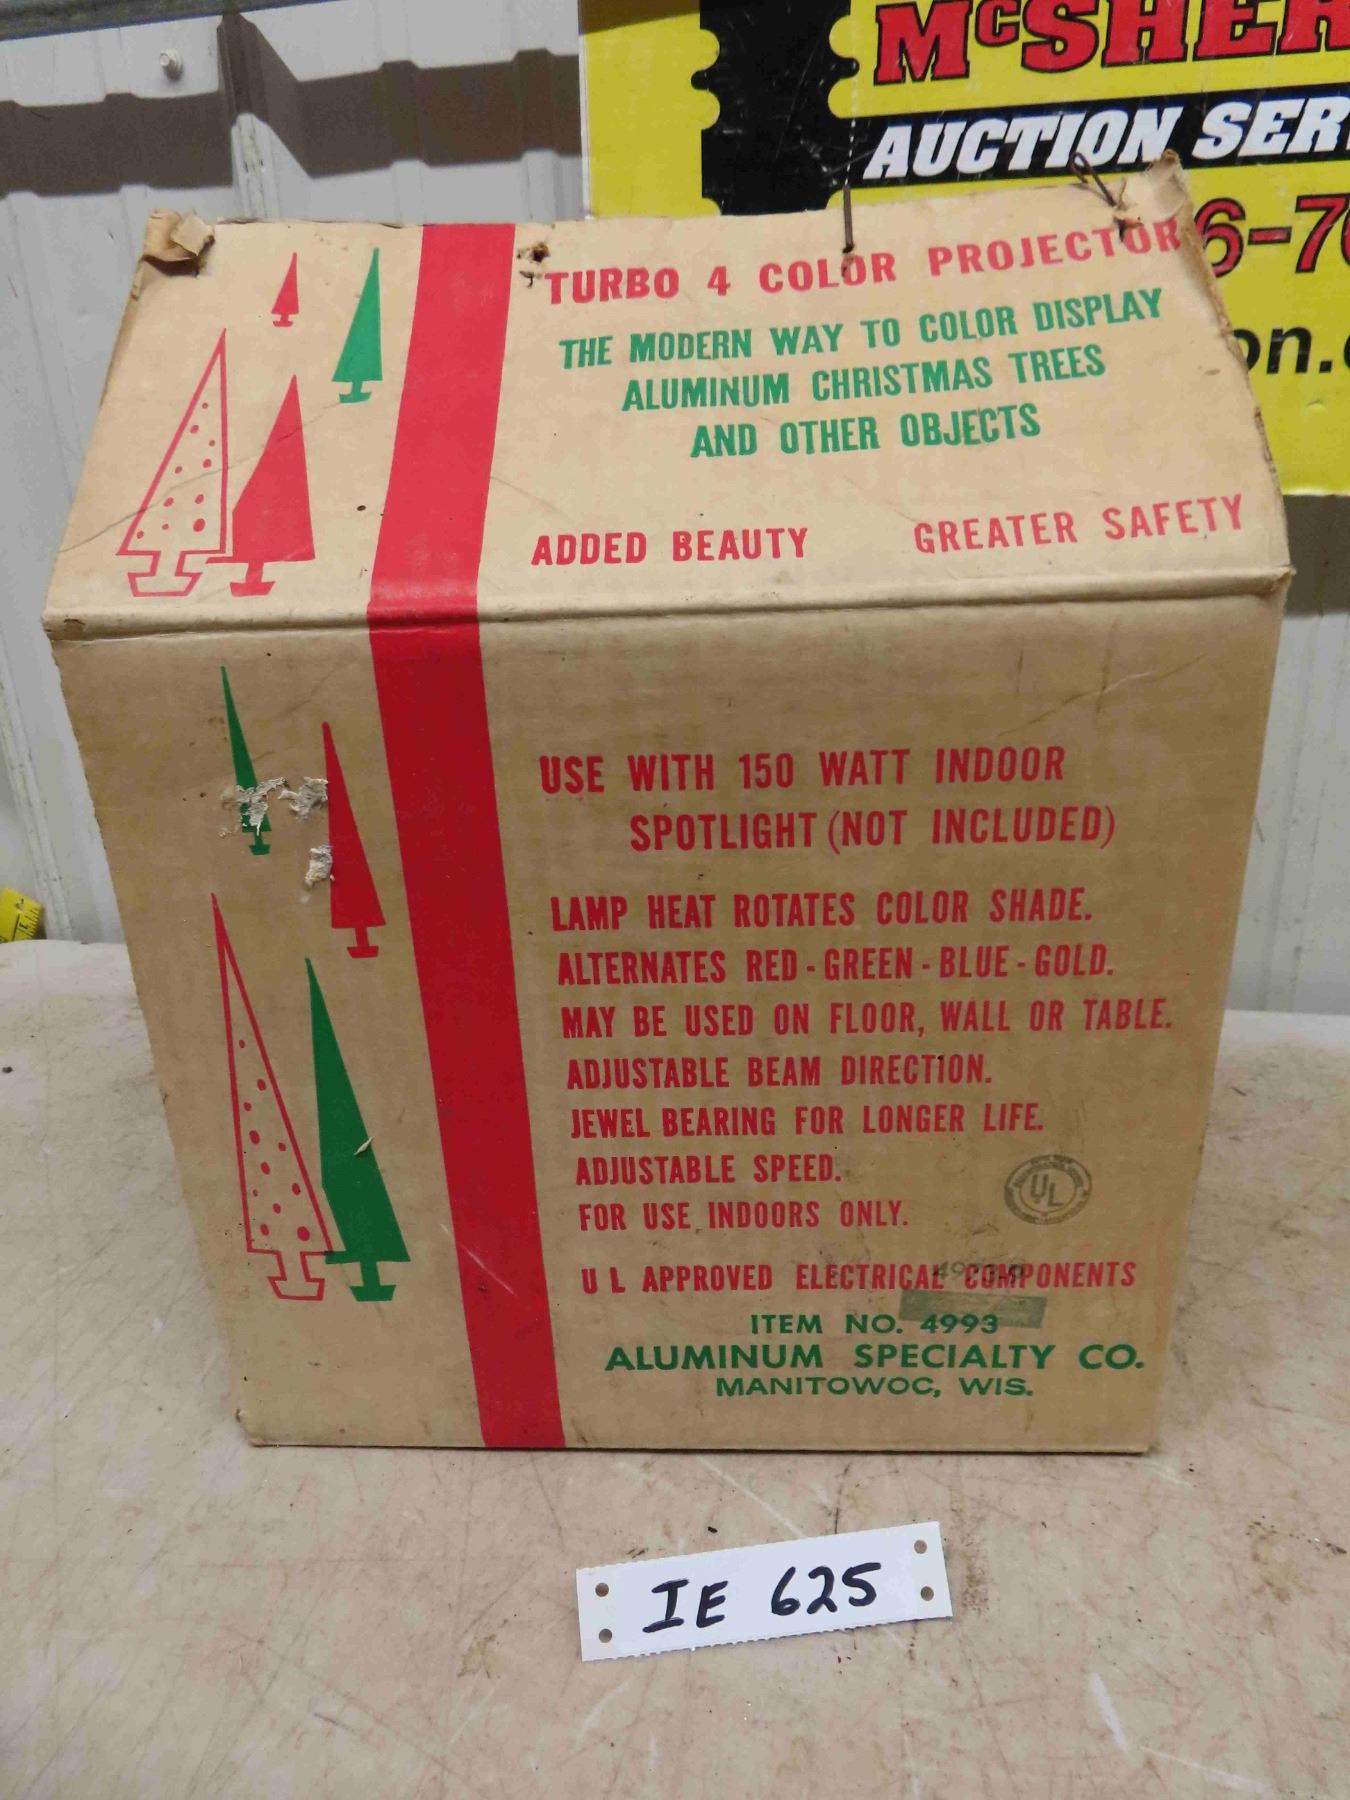 McSHER
AUCTION SER
6-70
on.
TURBO 4 COLOR PROJECTOR
THE MODERN WAY TO COLOR DISPLAY
ALUMINUM CHRISTMAS TREES
AND OTHER OBJECTS
ADDED BEAUTY GREATER SAFETY
USE WITH 150 WATT INDOOR
SPOTLIGHT (NOT INCLUDED)
LAMP HEAT ROTATES COLOR SHADE.
ALTERNATES RED - GREEN - BLUE - GOLD.
MAY BE USED ON FLOOR, WALL OR TABLE.
ADJUSTABLE BEAM DIRECTION.
JEWEL BEARING FOR LONGER LIFE.
ADJUSTABLE SPEED.
FOR USE INDOORS ONLY.
UL
U L APPROVED ELECTRICAL COMPONENTS
ITEM NO. 4993
ALUMINUM SPECIALTY CO.
MANITOWOC, WIS.
IE 625